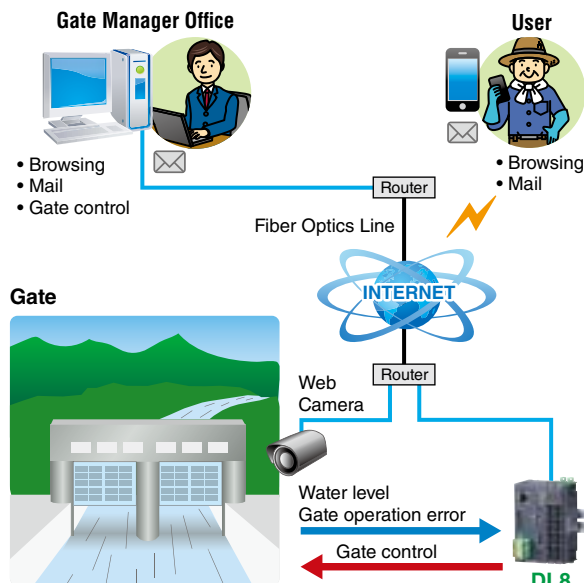 Gate Manager Office
User
• Browsing
• Mail
• Gate control
• Browsing
• Mail
Router
Fiber Optics Line
INTERNET
Gate
Router
Web
Camera
Water level
Gate operation error
Gate control
DL8